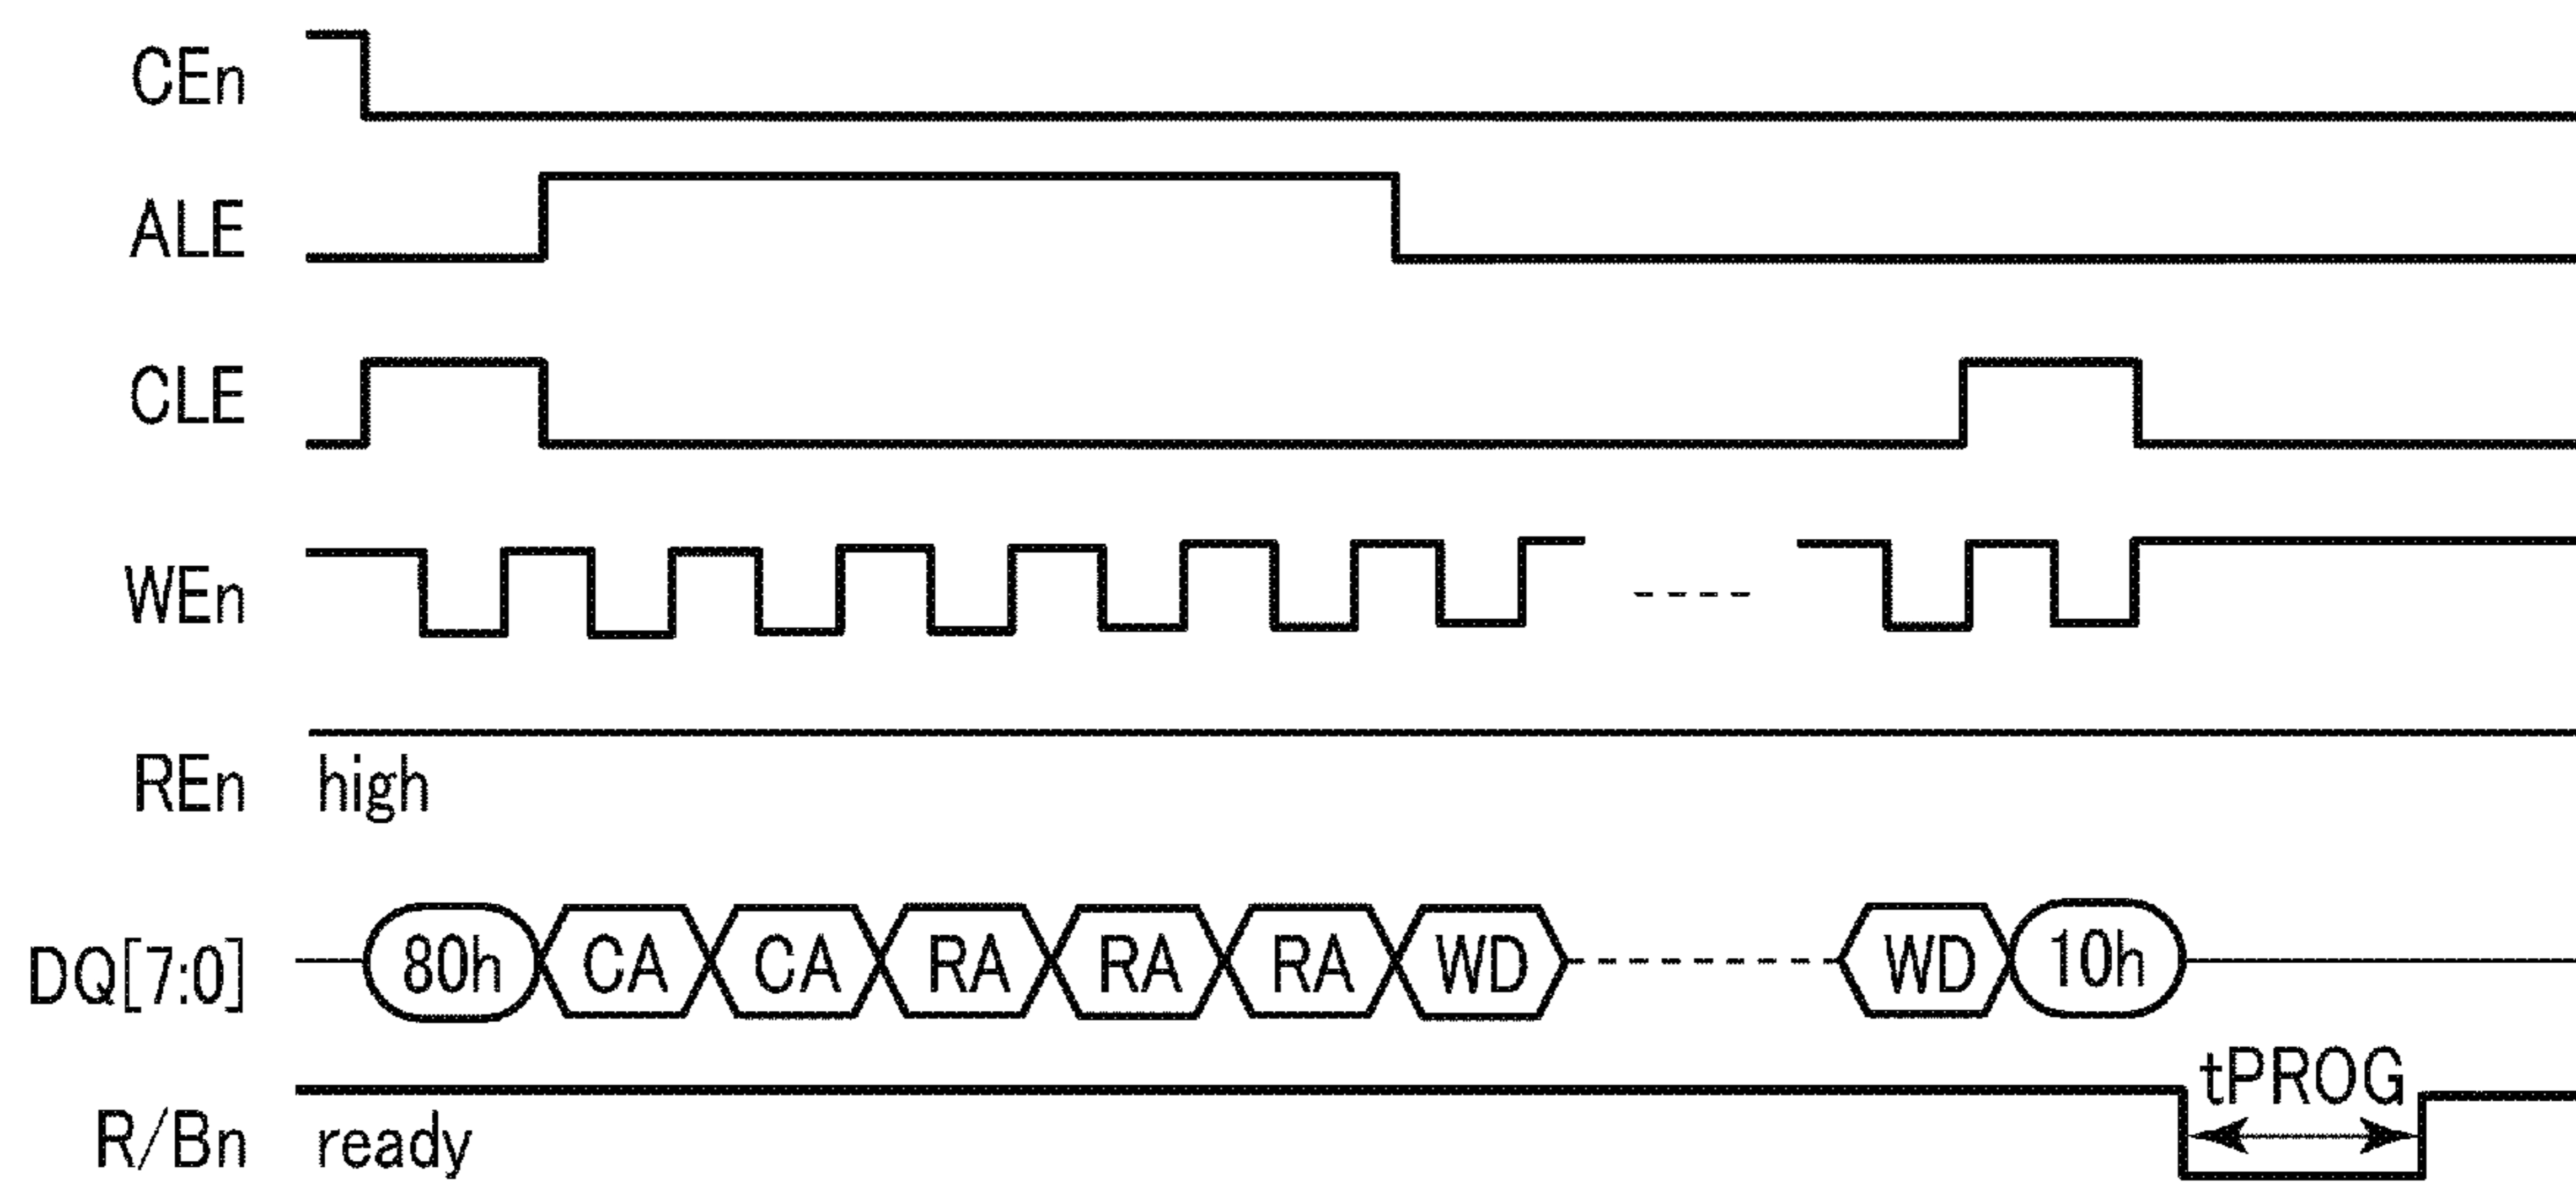 CEn
ALE
CLE
WEn
REn high
DQ[7:0] 80h CA CA RA RA RA WD WD 10h
tPROG
R/Bn ready